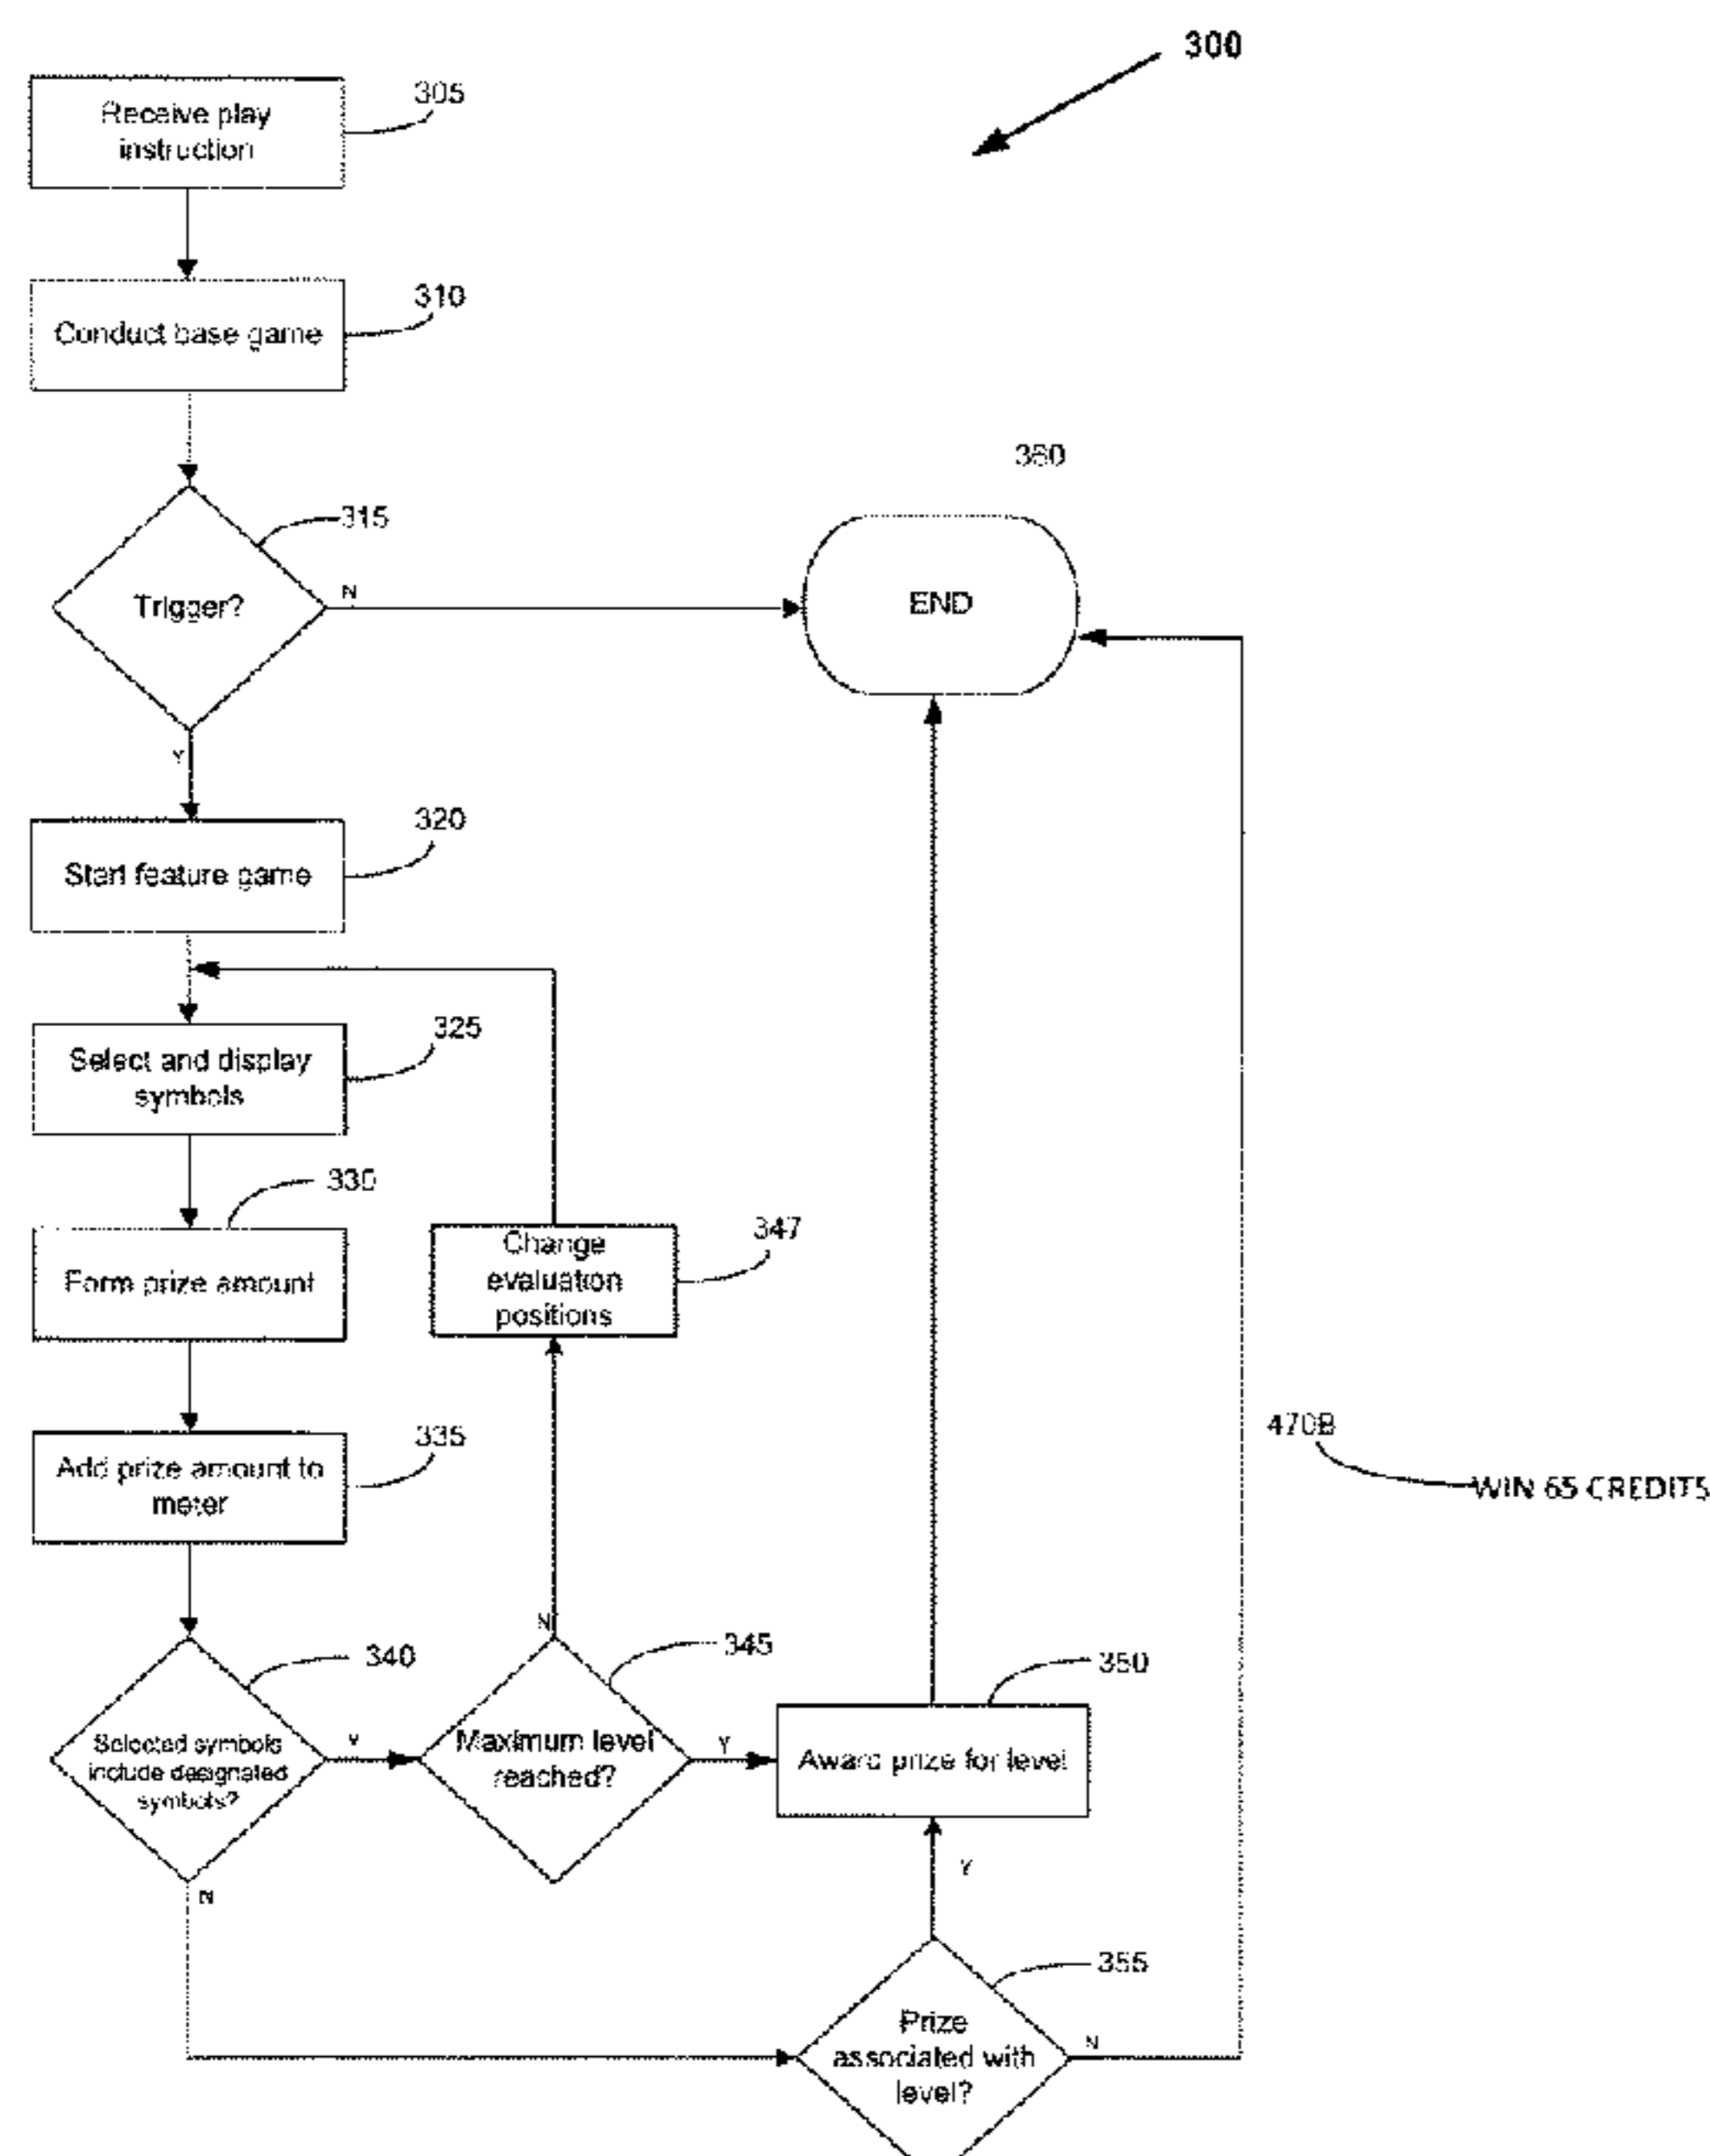 300
305
Receive play
instruction
310
Conduct base game
360
315
Trigger?
N
END
Y
320
Start feature game
325
Select and display
symbols
330
Form prize amount
347
Change
evaluation
positions
335
Add prize amount to
meter
470B
WIN 65 CREDITS
N
340
345
350
Selected symbols
include designated
symbols?
Y
Maximum level
reached?
Y
Award prize for level
N
Y
355
Prize
associated with
level?
N